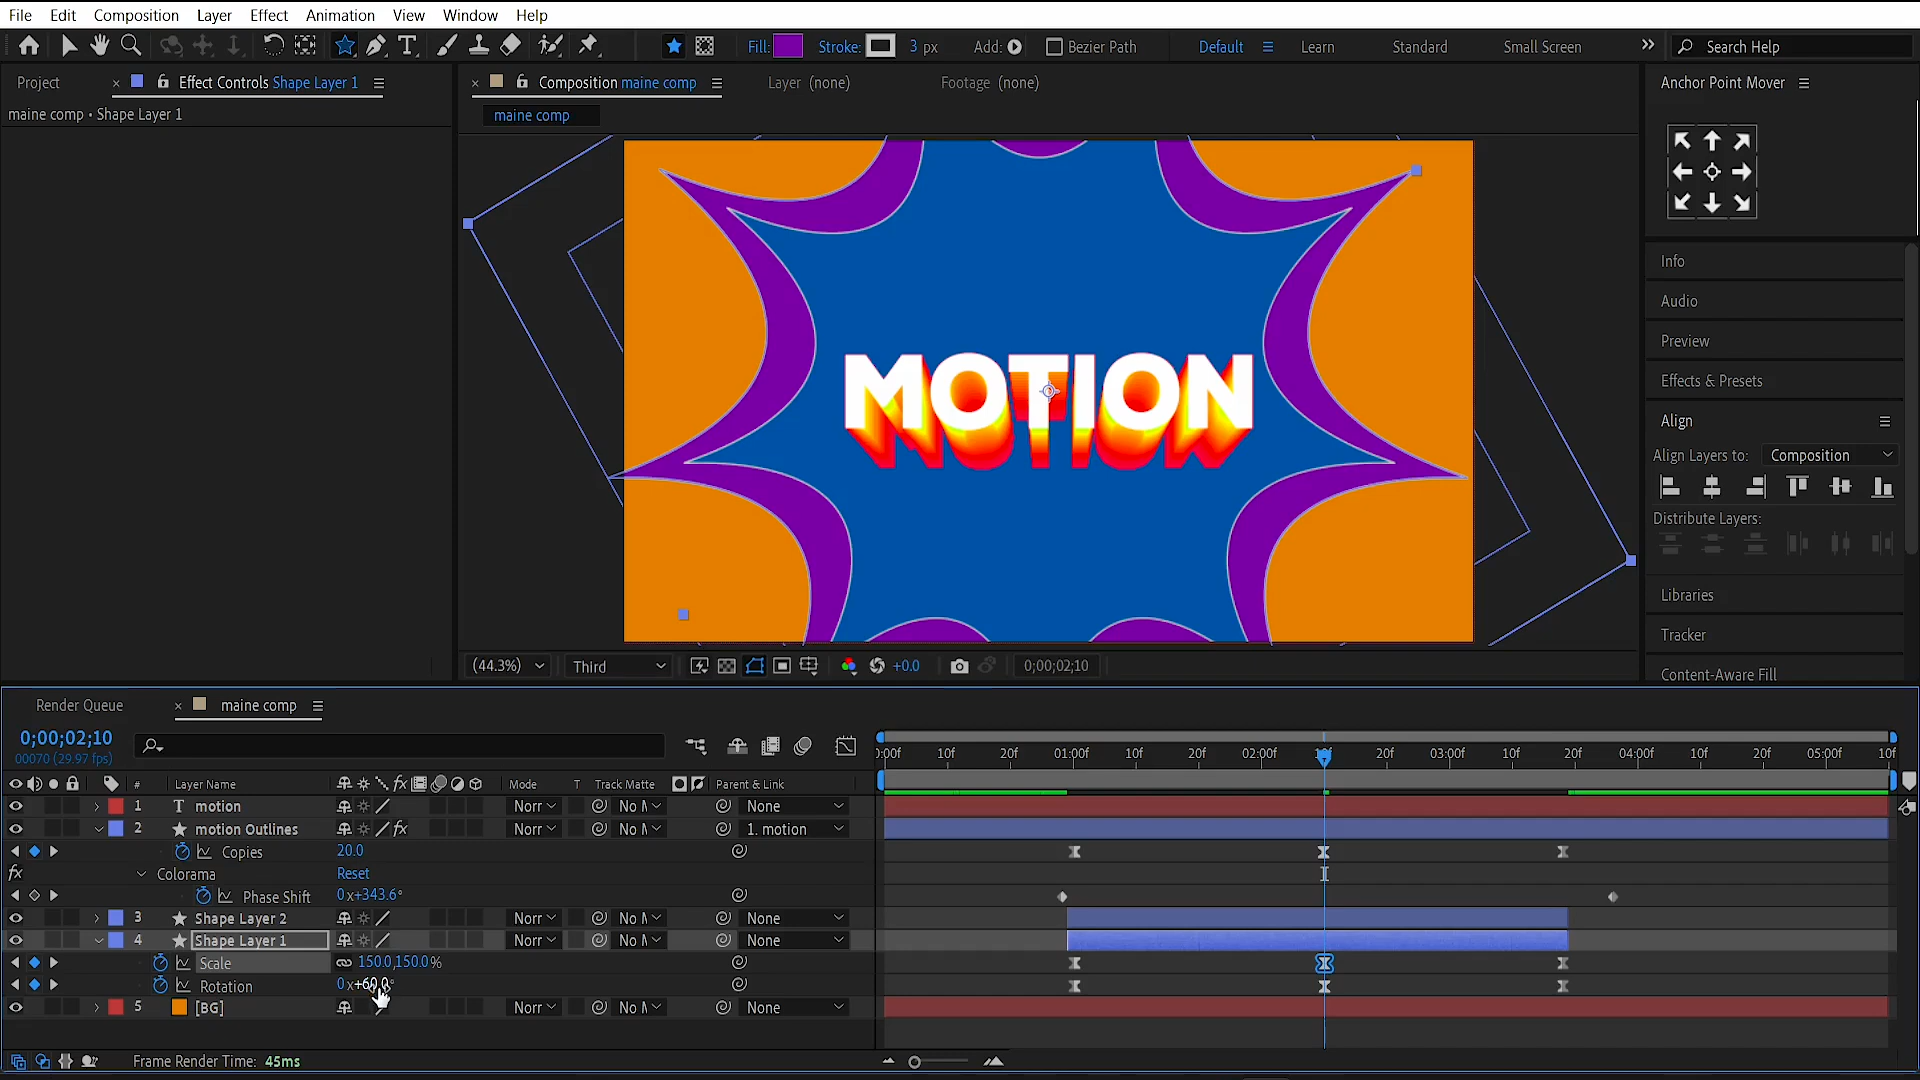 File Edit Composition Layer Effect Animation View Window Help
Fill: Stroke: 3 px Add: Bezier Path Default Learn Standard Small Screen Search Help
Project Effect Controls Shape Layer 1 Composition maine comp Layer (none) Footage (none) Anchor Point Mover
maine comp • Shape Layer 1 maine comp
Info
Audio
Preview
Effects & Presets
Align
Align Layers to: Composition
Distribute Layers:
Libraries
Tracker
Content-Aware Fill
MOTION
(44.3%) Third +0.0 0;00;02;10
Render Queue maine comp
0;00;02;10
00070 (29.97 fps)
0:00f 10f 20f 01:00f 10f 20f 02:00f 20f 03:00f 10f 20f 04:00f 10f 20f 05:00f 10f
# Layer Name fx Mode T Track Matte Parent & Link
1 T motion Norr No M None
2 motion Outlines fx Norr No M 1. motion
Copies 20.0
fx Colorama Reset
Phase Shift 0x+343.6°
3 Shape Layer 2 Norr No M None
4 Shape Layer 1 Norr No M None
Scale 150.0,150.0%
Rotation 0x+60.0°
5 [BG] Norr No M None
Frame Render Time: 45ms